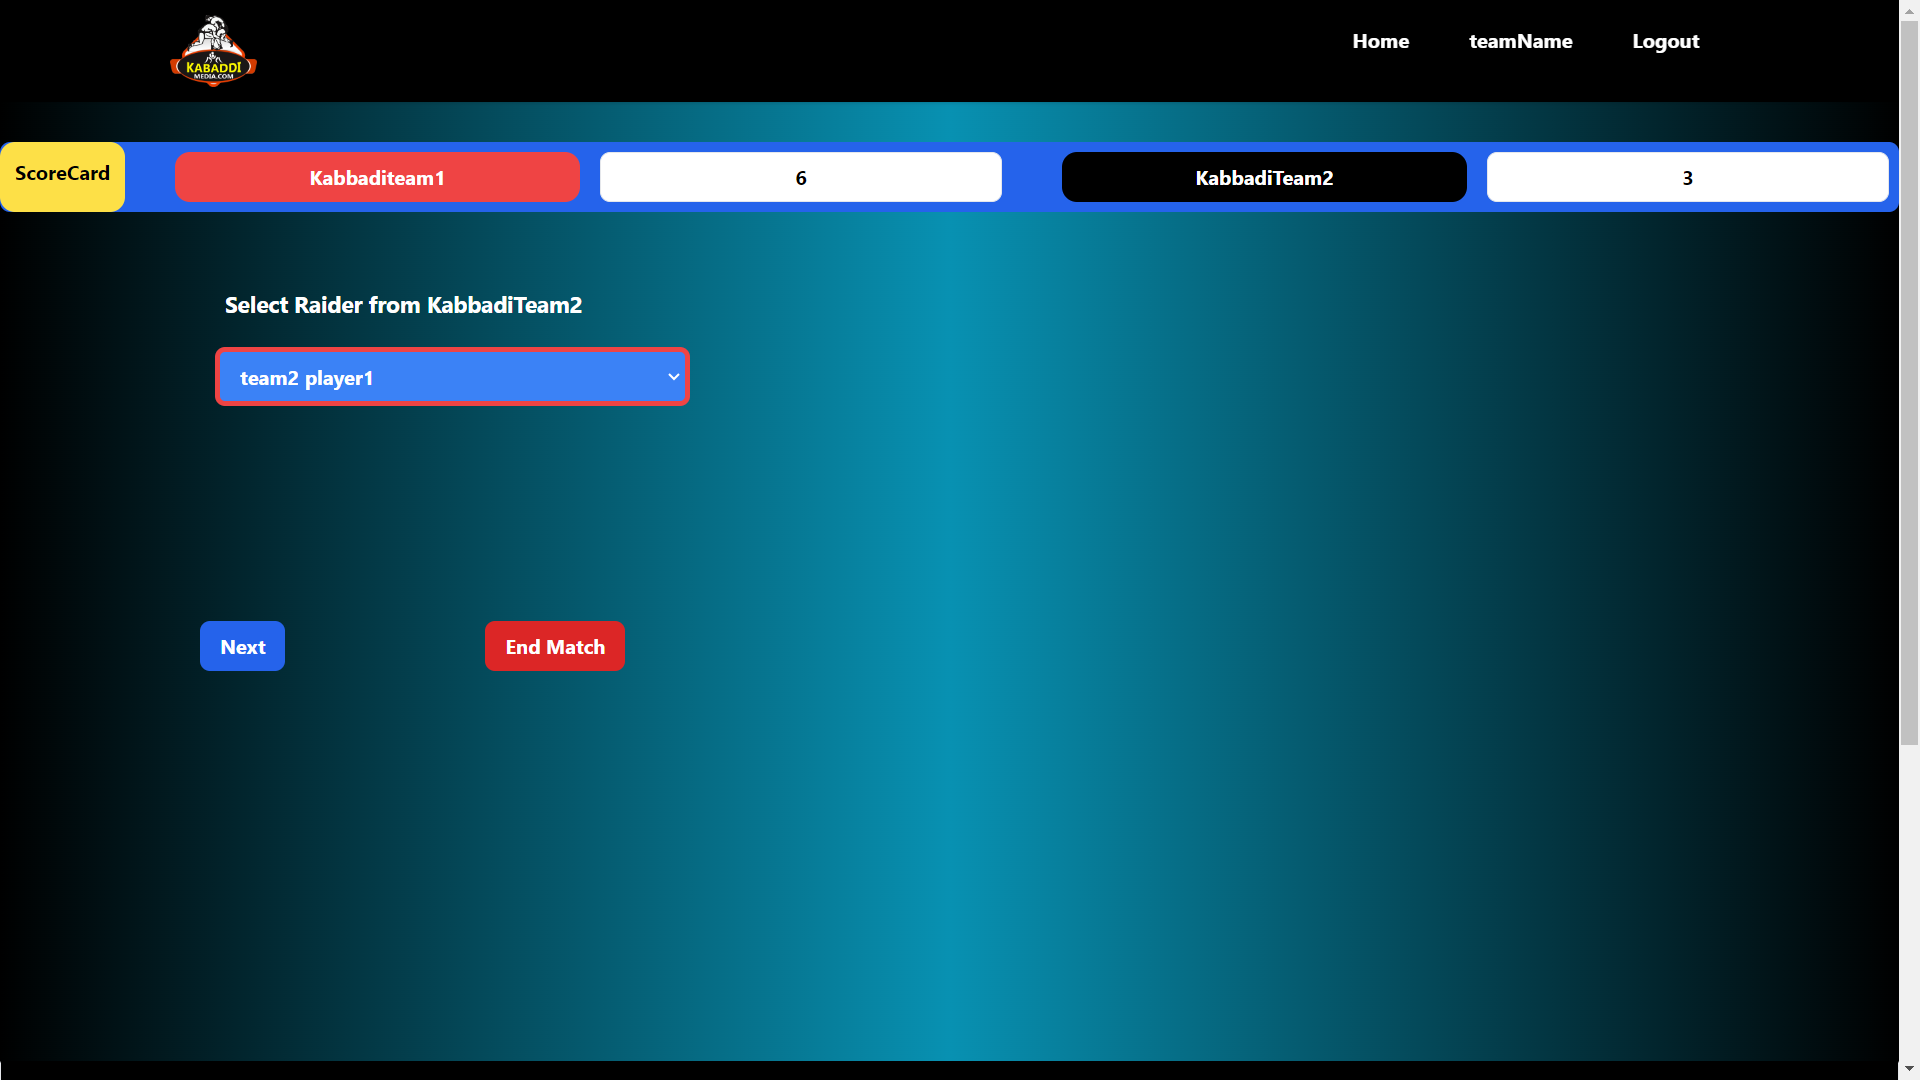 KABADDI
MEDIA.COM
Home
teamName
Logout
ScoreCard
Kabbaditeam1
6
KabbadiTeam2
3
Select Raider from KabbadiTeam2
team2 player1
Next
End Match